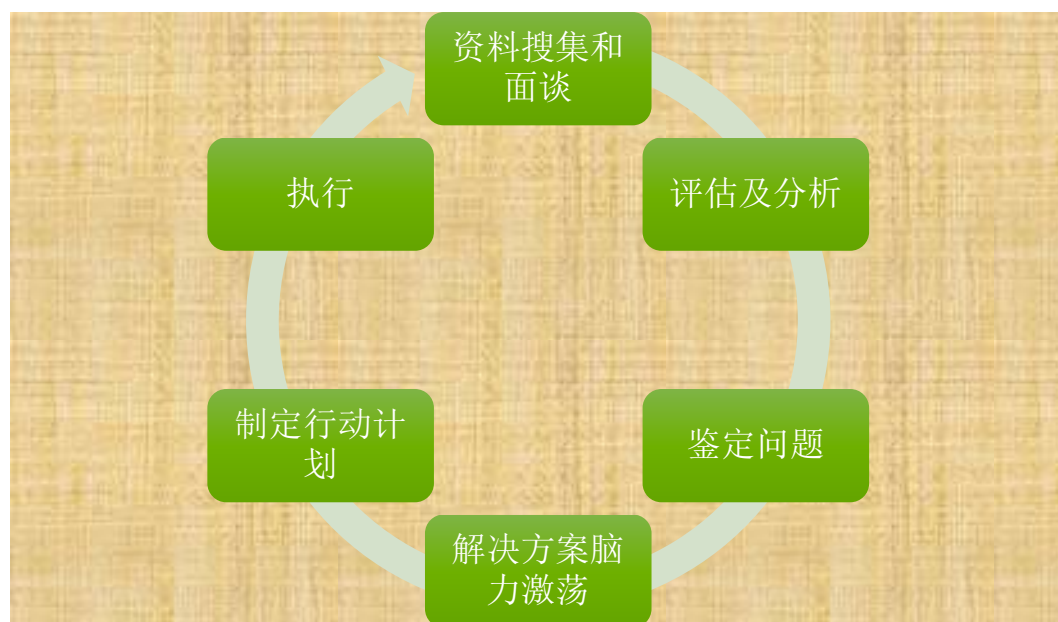 资料搜集和
面谈
评估及分析
鉴定问题
解决方案脑
力激荡
制定行动计
划
执行